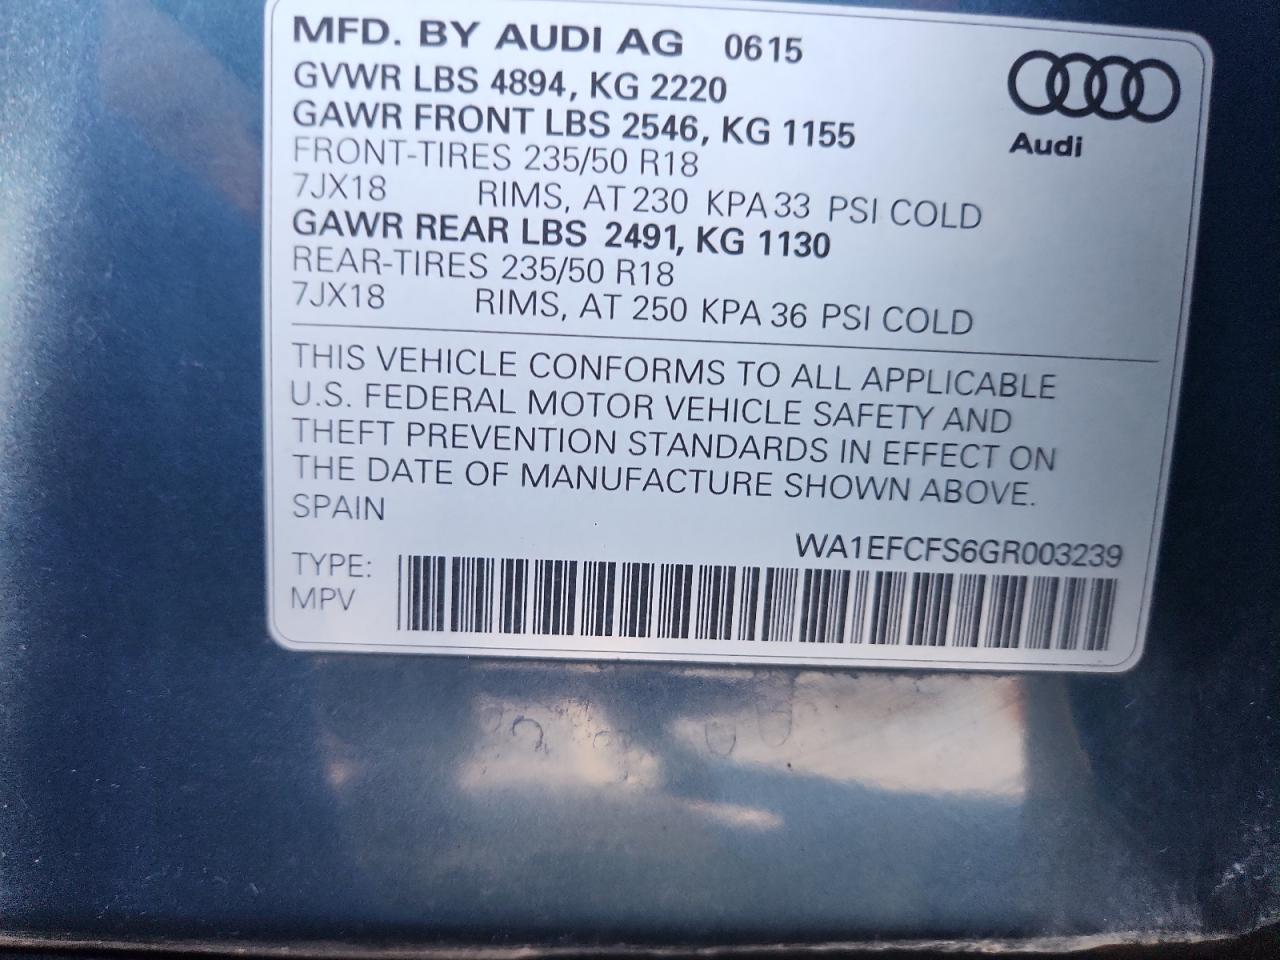 MFD. BY AUDI AG 0615
GVWR LBS 4894, KG 2220
GAWR FRONT LBS 2546, KG 1155
FRONT-TIRES 235/50 R18
7JX18 RIMS, AT 230 KPA 33 PSI COLD
GAWR REAR LBS 2491, KG 1130
REAR-TIRES 235/50 R18
7JX18 RIMS, AT 250 KPA 36 PSI COLD
Audi
THIS VEHICLE CONFORMS TO ALL APPLICABLE
U.S. FEDERAL MOTOR VEHICLE SAFETY AND
THEFT PREVENTION STANDARDS IN EFFECT ON
THE DATE OF MANUFACTURE SHOWN ABOVE.
SPAIN
WA1EFCFS6GR003239
TYPE:
MPV